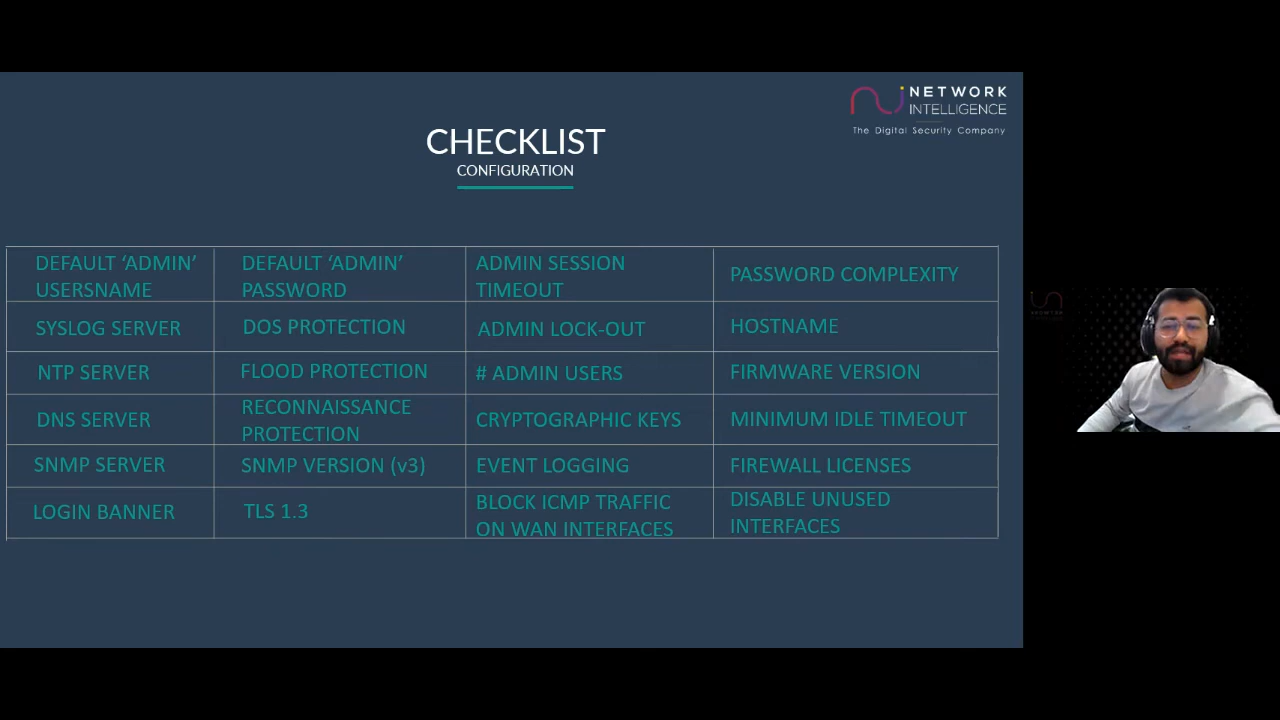 NETWORK
INTELLIGENCE
The Digital Security Company
CHECKLIST
CONFIGURATION
DEFAULT ‘ADMIN’
USERSNAME
DEFAULT ‘ADMIN’
PASSWORD
ADMIN SESSION
TIMEOUT
PASSWORD COMPLEXITY
SYSLOG SERVER
DOS PROTECTION
ADMIN LOCK-OUT
HOSTNAME
NTP SERVER
FLOOD PROTECTION
# ADMIN USERS
FIRMWARE VERSION
DNS SERVER
RECONNAISSANCE
PROTECTION
CRYPTOGRAPHIC KEYS
MINIMUM IDLE TIMEOUT
SNMP SERVER
SNMP VERSION (v3)
EVENT LOGGING
FIREWALL LICENSES
LOGIN BANNER
TLS 1.3
BLOCK ICMP TRAFFIC
ON WAN INTERFACES
DISABLE UNUSED
INTERFACES